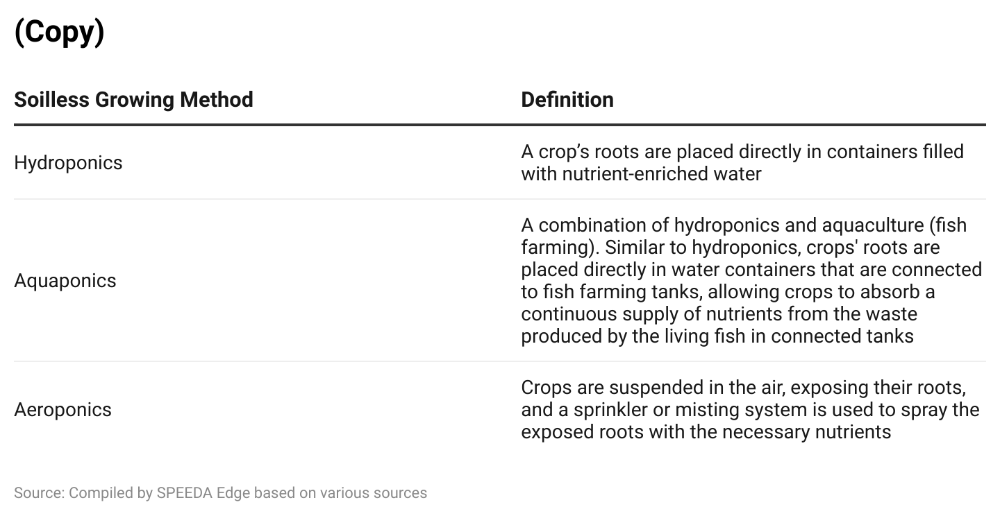 (Copy)
Soilless Growing Method
Definition
Hydroponics
A crop’s roots are placed directly in containers filled
with nutrient-enriched water
Aquaponics
A combination of hydroponics and aquaculture (fish
farming). Similar to hydroponics, crops' roots are
placed directly in water containers that are connected
to fish farming tanks, allowing crops to absorb a
continuous supply of nutrients from the waste
produced by the living fish in connected tanks
Aeroponics
Crops are suspended in the air, exposing their roots,
and a sprinkler or misting system is used to spray the
exposed roots with the necessary nutrients
Source: Compiled by SPEEDA Edge based on various sources